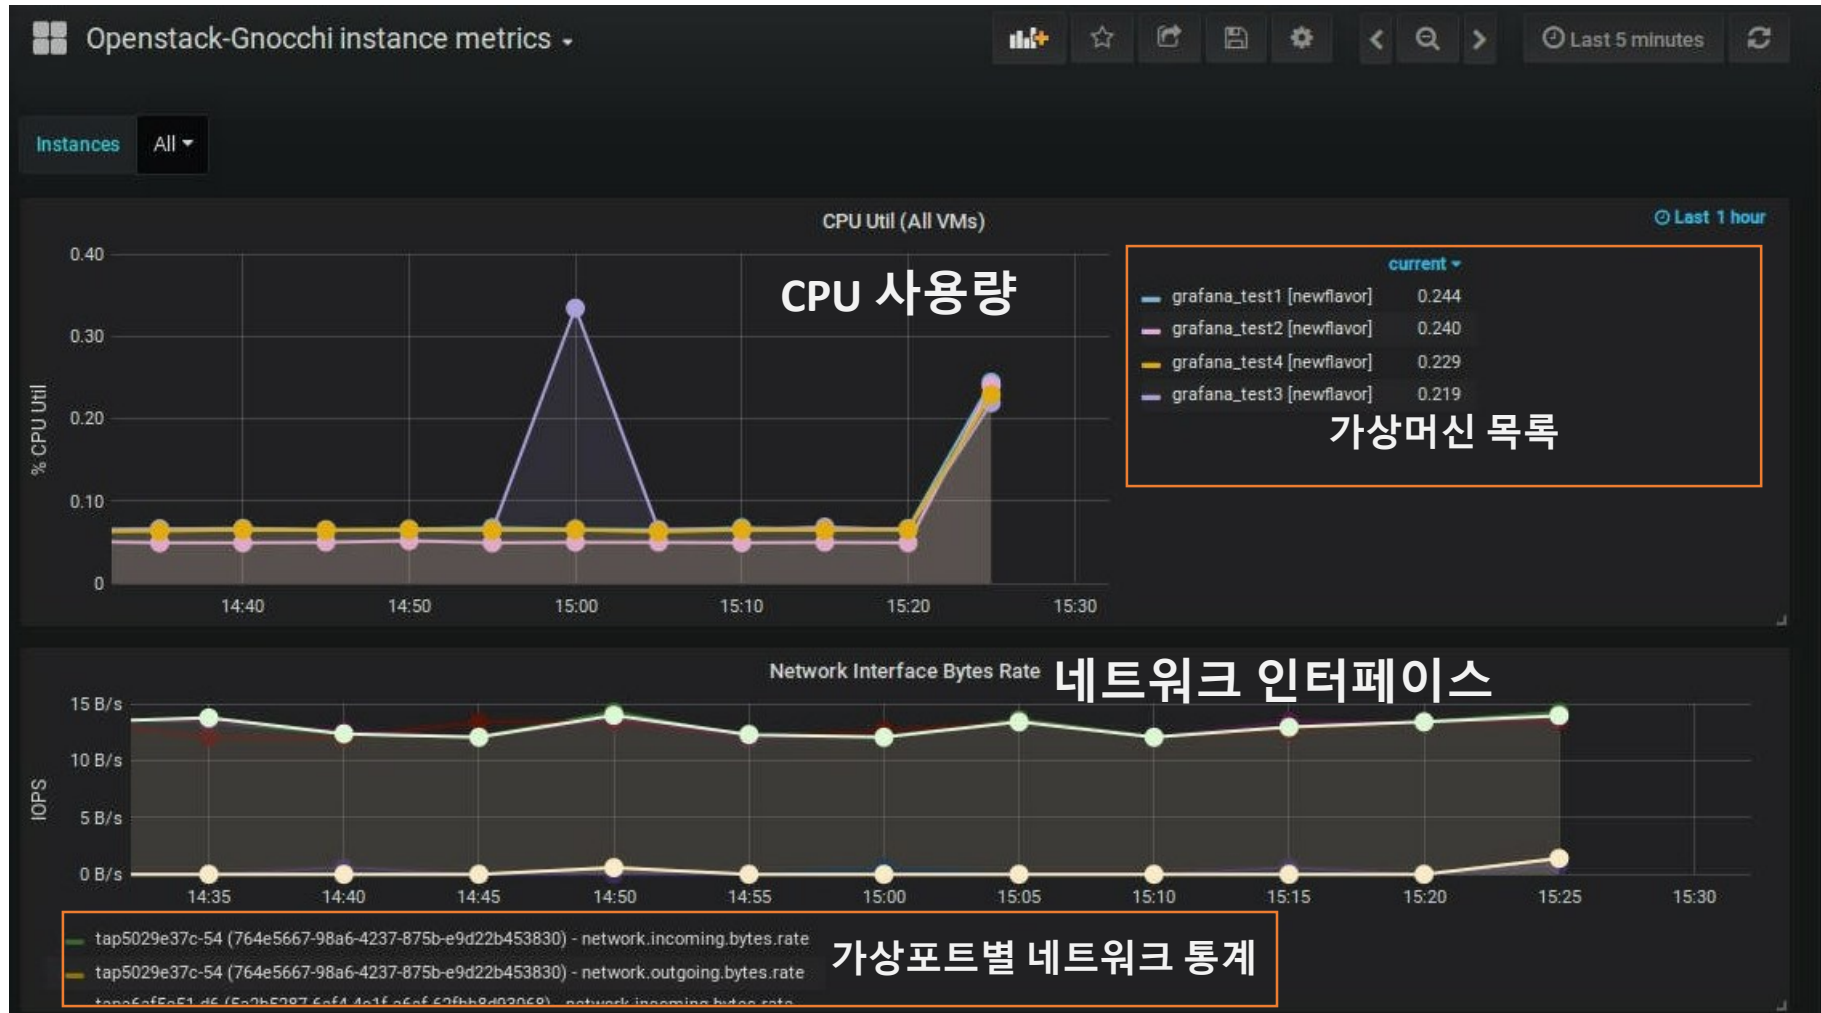 Openstack-Gnocchi instance metrics
Last 5 minutes
Instances All
CPU Util (All VMs)
Last 1 hour
CPU 사용량
% CPU Util
0.40
0.30
0.20
0.10
0
14:40 14:50 15:00 15:10 15:20 15:30
current
grafana_test1 [newflavor] 0.244
grafana_test2 [newflavor] 0.240
grafana_test4 [newflavor] 0.229
grafana_test3 [newflavor] 0.219
가상머신 목록
Network Interface Bytes Rate
네트워크 인터페이스
IOPS
15 B/s
10 B/s
5 B/s
0 B/s
14:35 14:40 14:45 14:50 14:55 15:00 15:05 15:10 15:15 15:20 15:25 15:30
tap5029e37c-54 (764e5667-98a6-4237-875b-e9d22b453830) - network.incoming.bytes.rate
tap5029e37c-54 (764e5667-98a6-4237-875b-e9d22b453830) - network.outgoing.bytes.rate
network.incoming.bytes.rate
가상포트별 네트워크 통계